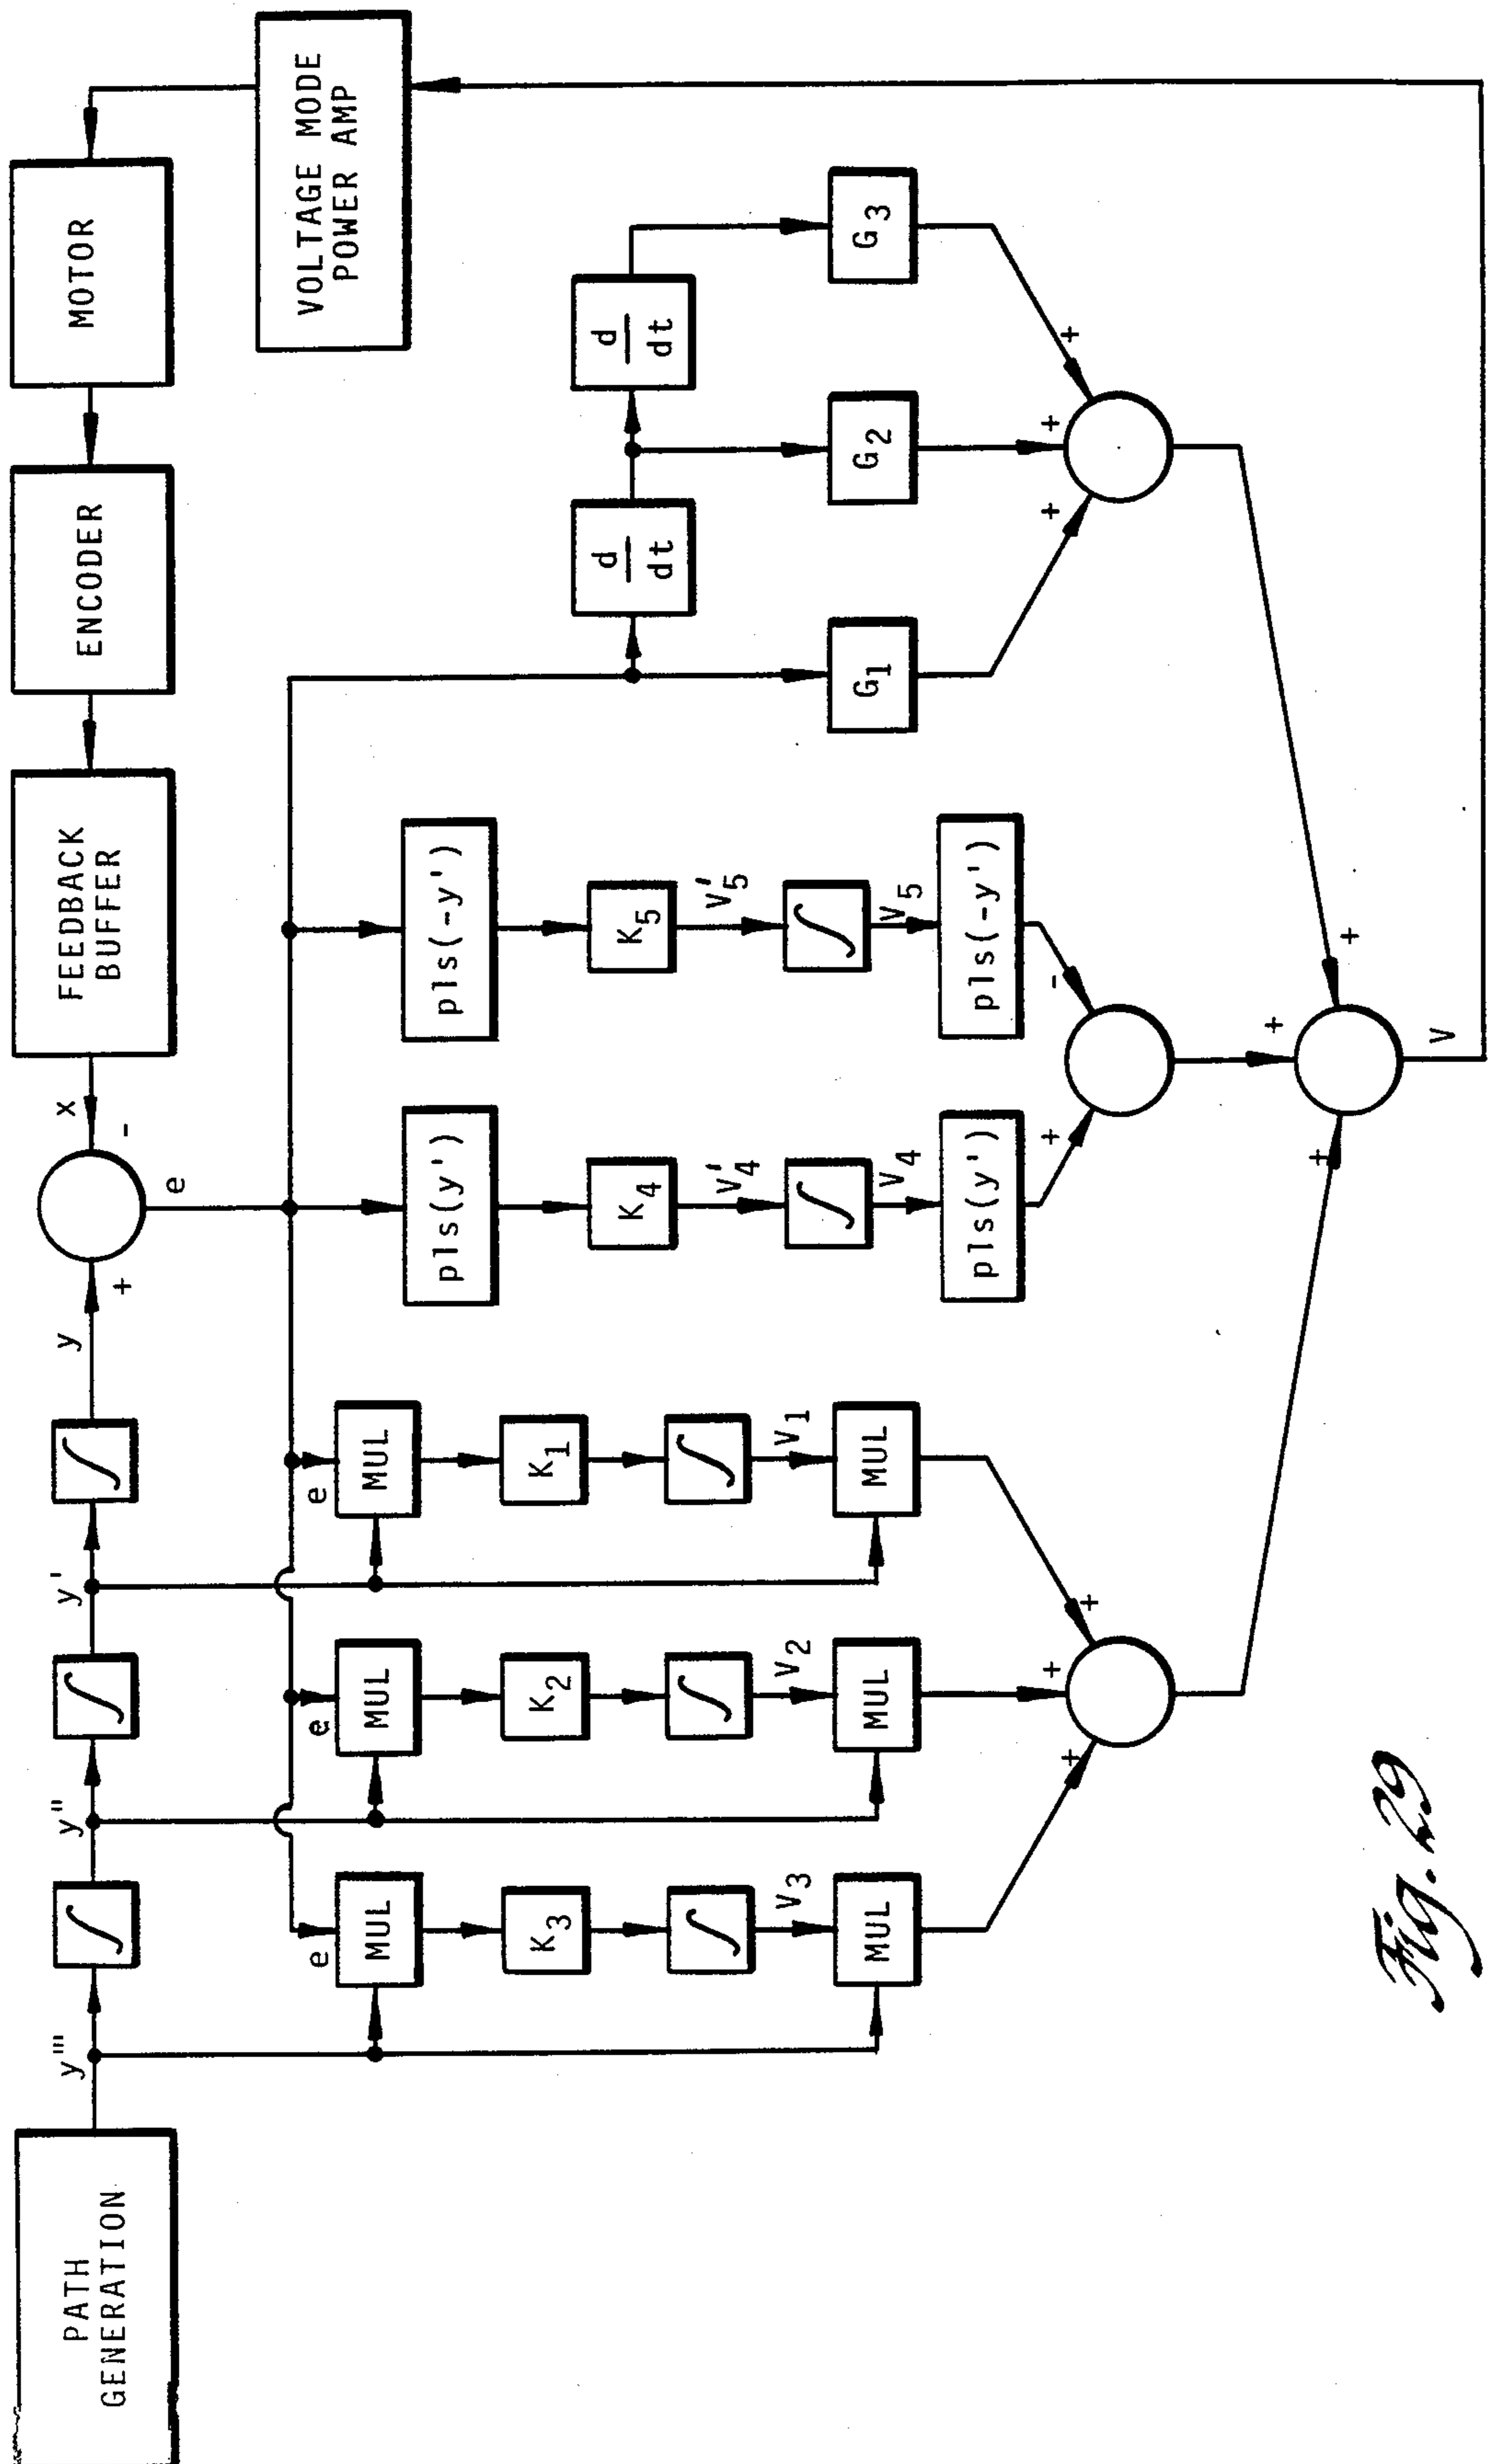 PATH
GENERATION
y'''
∫
y''
∫
y'
∫
y
+
-
x
e
FEEDBACK
BUFFER
ENCODER
MOTOR
VOLTAGE MODE
POWER AMP
e
MUL
K3
∫
V3
MUL
+
e
MUL
K2
∫
V2
MUL
+
e
MUL
K1
∫
V1
MUL
+
pls(y')
K4
V'4
∫
V4
pls(y')
+
pls(-y')
K5
V'5
∫
V5
pls(-y')
-
d
dt
d
dt
G1
G2
G3
+
+
+
+
+
+
V
Fig. 29